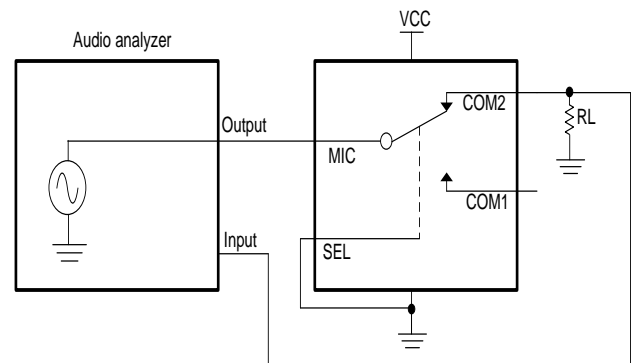 VCC
Audio analyzer
COM2
RL
Output
MIC
COM1
Input
SEL